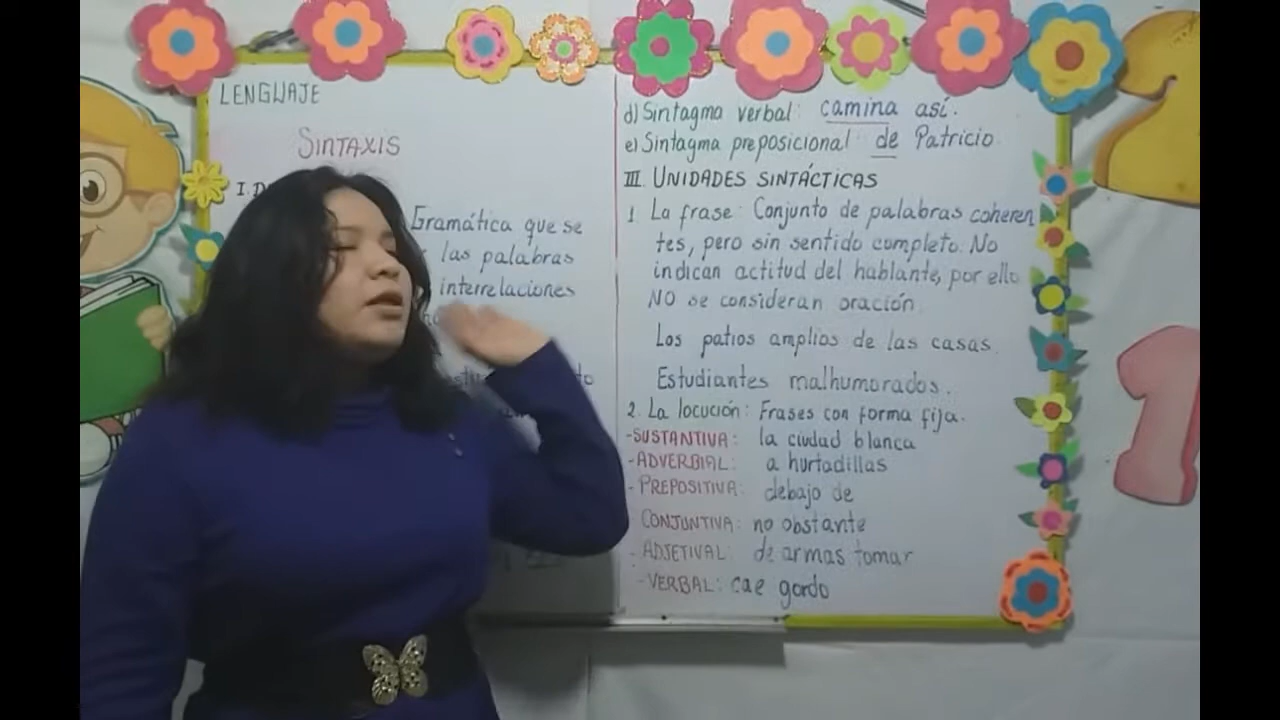 LENGUAJE
SINTAXIS
I.
Gramática que se
las palabras
interrelaciones
d) Sintagma verbal: camina así.
e) Sintagma preposicional de Patricio
III. UNIDADES SINTÁCTICAS
1. La frase: Conjunto de palabras coheren
tes, pero sin sentido completo. No
indican actitud del hablante, por ello
NO se consideran oración
Los patios amplios de las casas.
Estudiantes malhumorados.
2. La locución: Frases con forma fija.
-SUSTANTIVA: la ciudad blanca
-ADVERBIAL: a hurtadillas
-PREPOSITIVA: debajo de
CONJUNTIVA: no obstante
-ADJETIVAL: de armas tomar
-VERBAL: cae gordo
2
1